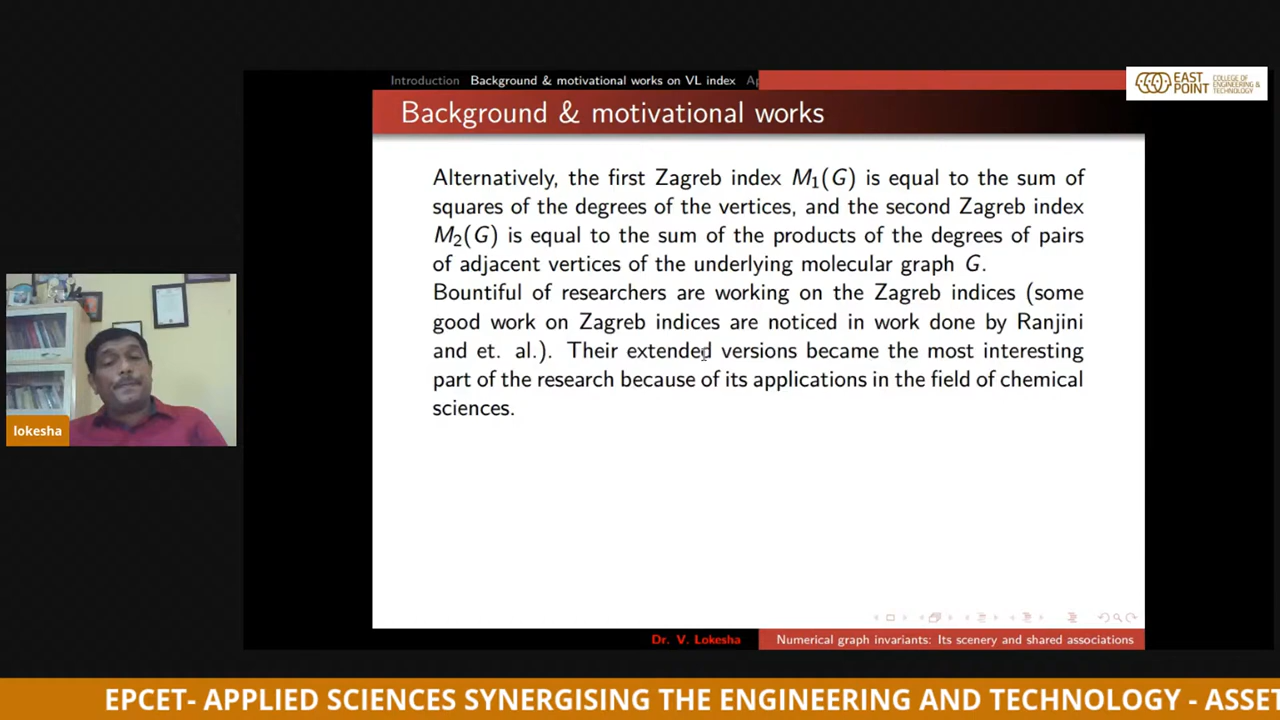 Introduction Background & motivational works on VL index Ap
EAST POINT
COLLEGE OF ENGINEERING & TECHNOLOGY
Background & motivational works
Alternatively, the first Zagreb index M₁(G) is equal to the sum of
squares of the degrees of the vertices, and the second Zagreb index
M₂(G) is equal to the sum of the products of the degrees of pairs
of adjacent vertices of the underlying molecular graph G.
Bountiful of researchers are working on the Zagreb indices (some
good work on Zagreb indices are noticed in work done by Ranjini
and et. al.). Their extended versions became the most interesting
part of the research because of its applications in the field of chemical
sciences.
lokesha
Dr. V. Lokesha
Numerical graph invariants: Its scenery and shared associations
EPCET- APPLIED SCIENCES SYNERGISING THE ENGINEERING AND TECHNOLOGY - ASSET